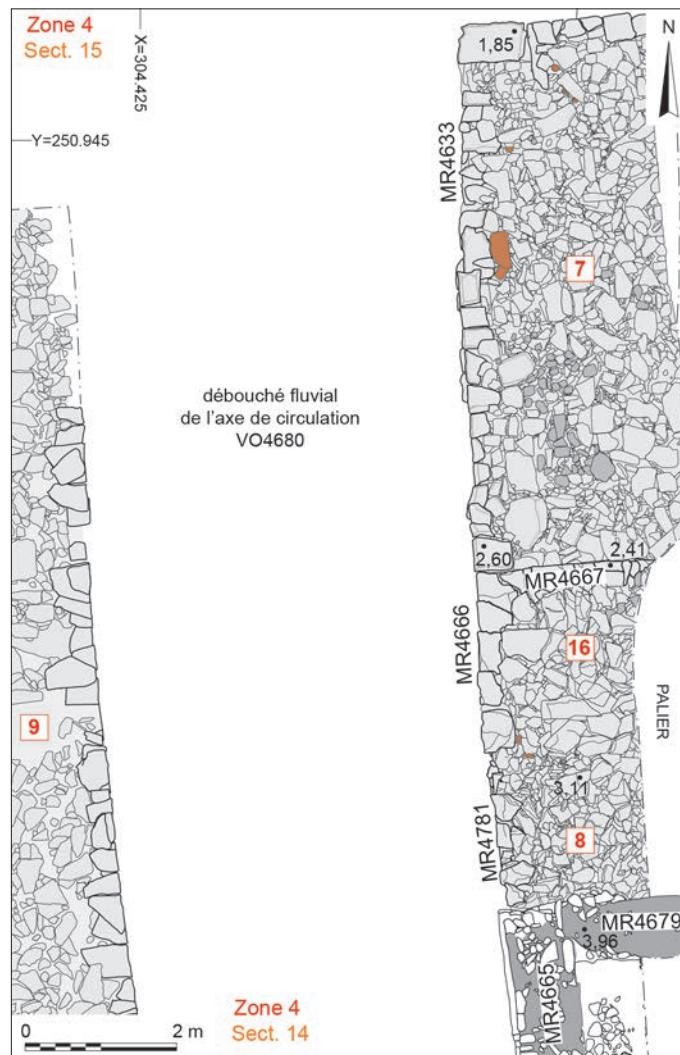 Zone 4
Sect. 15
X=304.425
Y=250.945
1,85
N
MR4633
7
débouché fluvial
de l'axe de circulation
VO4680
2,60
2,41
MR4667
MR4666
16
PALIER
9
3,11
MR4781
8
MR4679
3,96
MR4665
Zone 4
Sect. 14
0 2 m